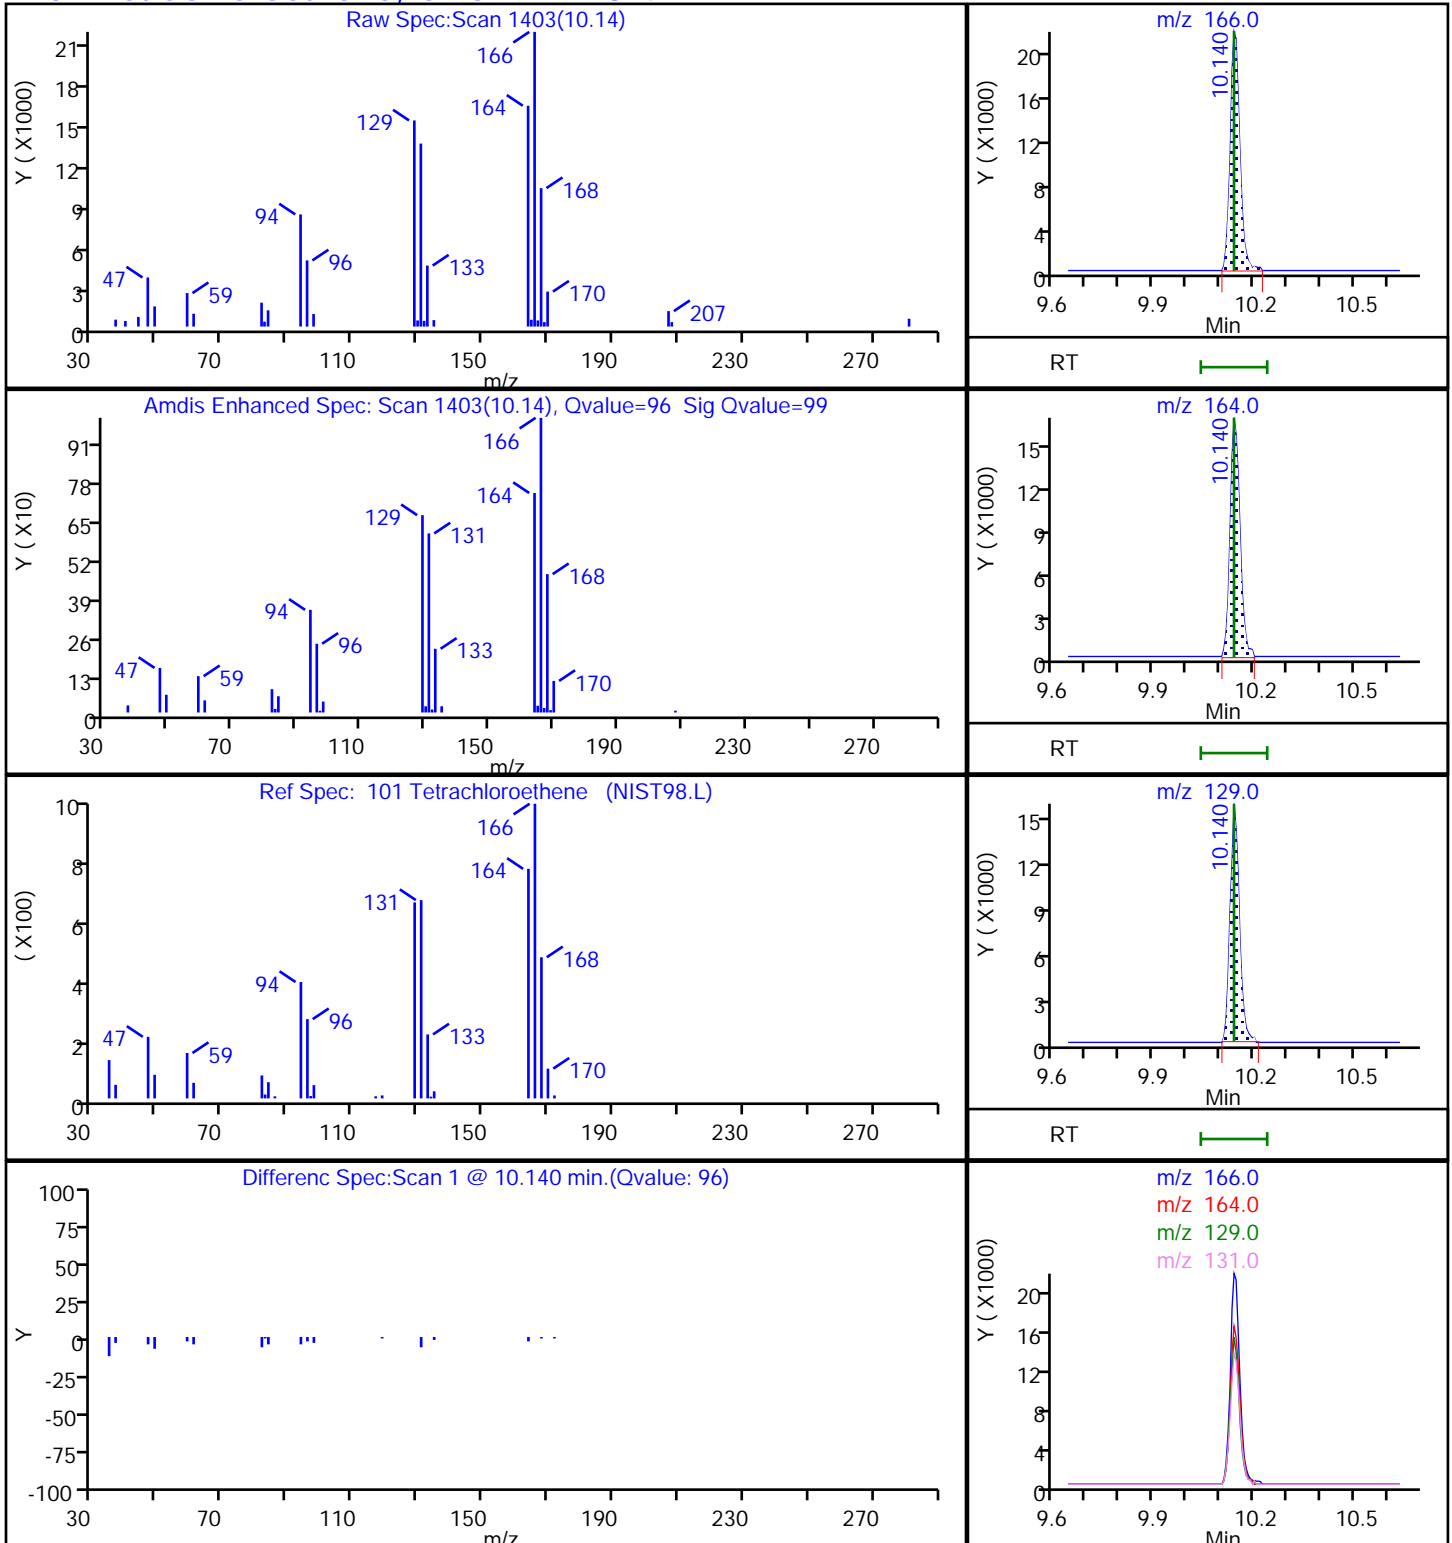 Raw Spec:Scan 1403(10.14)
Y ( X1000)
21
18
15
12
9
6
3
0
166
164
129
168
94
96
133
47
59
170
207
30 70 110 150 190 230 270
m/z
m/z 166.0
10.140
Y ( X1000)
20
16
12
8
4
0
9.6 9.9 10.2 10.5
Min
RT
Amdis Enhanced Spec: Scan 1403(10.14), Qvalue=96 Sig Qvalue=99
Y ( X10)
91
78
65
52
39
26
13
0
166
164
129
131
168
94
96
133
47
59
170
30 70 110 150 190 230 270
m/z
m/z 164.0
10.140
Y ( X1000)
15
12
9
6
3
0
9.6 9.9 10.2 10.5
Min
RT
Ref Spec: 101 Tetrachloroethene (NIST98.L)
( X100)
10
8
6
4
2
0
166
164
131
168
94
96
133
47
59
170
30 70 110 150 190 230 270
m/z 129.0
10.140
Y ( X1000)
15
12
9
6
3
0
9.6 9.9 10.2 10.5
Min
RT
Differenc Spec:Scan 1 @ 10.140 min.(Qvalue: 96)
Y
100
75
50
25
0
-25
-50
-75
-100
30 70 110 150 190 230 270
m/z
m/z 166.0
m/z 164.0
m/z 129.0
m/z 131.0
Y ( X1000)
20
16
12
8
4
0
9.6 9.9 10.2 10.5
Min